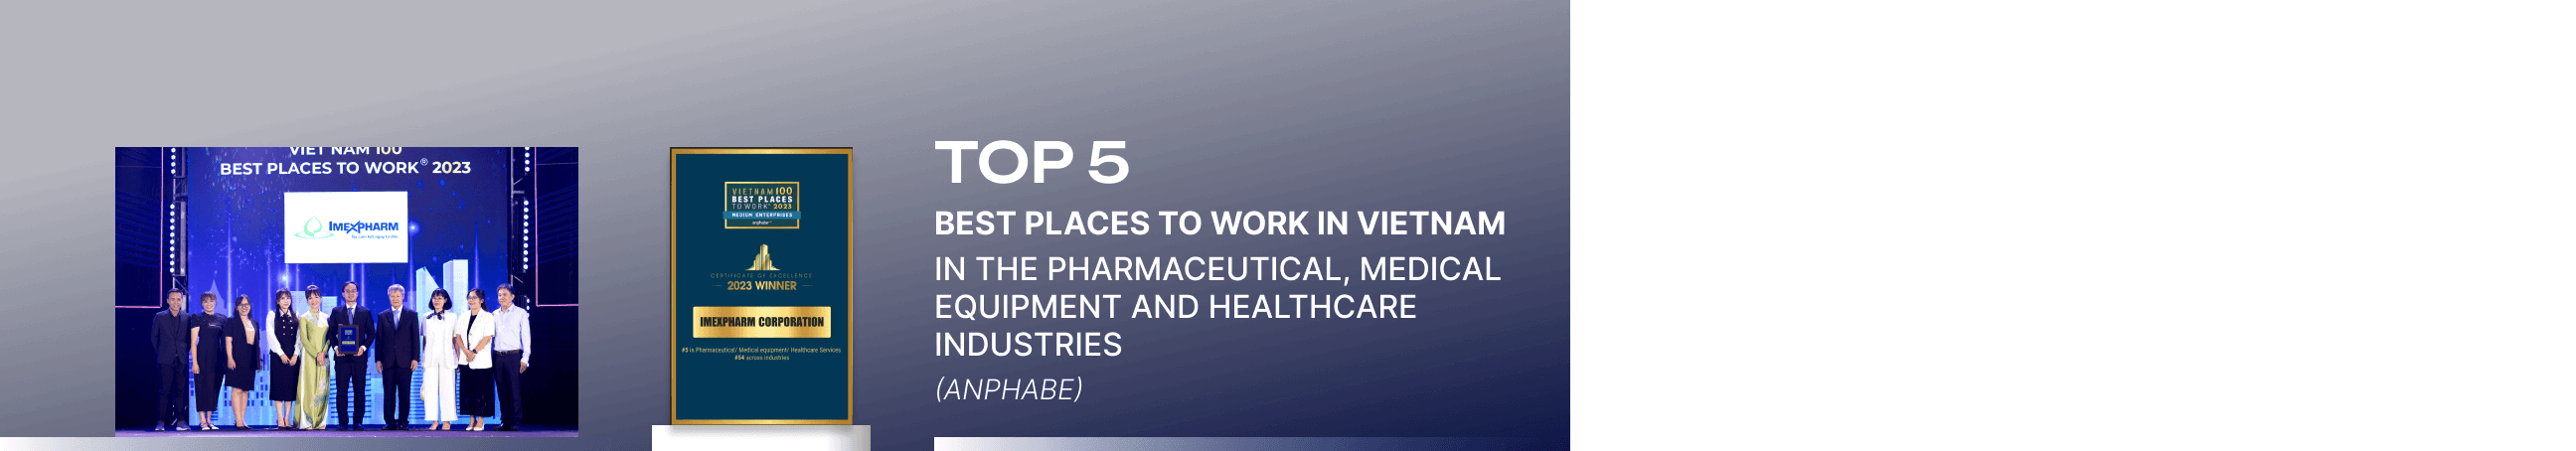 VIET NAM 100
BEST PLACES TO WORK® 2023
IMEXPHARM
VIETNAM 100
BEST PLACES
TO WORK® 2023
MEDIUM ENTERPRISES
anphabe
CERTIFICATE OF EXCELLENCE
2023 WINNER
IMEXPHARM CORPORATION
#5 in Pharmaceutical/ Medical equipment/ Healthcare Services
#54 across industries
TOP 5
BEST PLACES TO WORK IN VIETNAM
IN THE PHARMACEUTICAL, MEDICAL
EQUIPMENT AND HEALTHCARE
INDUSTRIES
(ANPHABE)